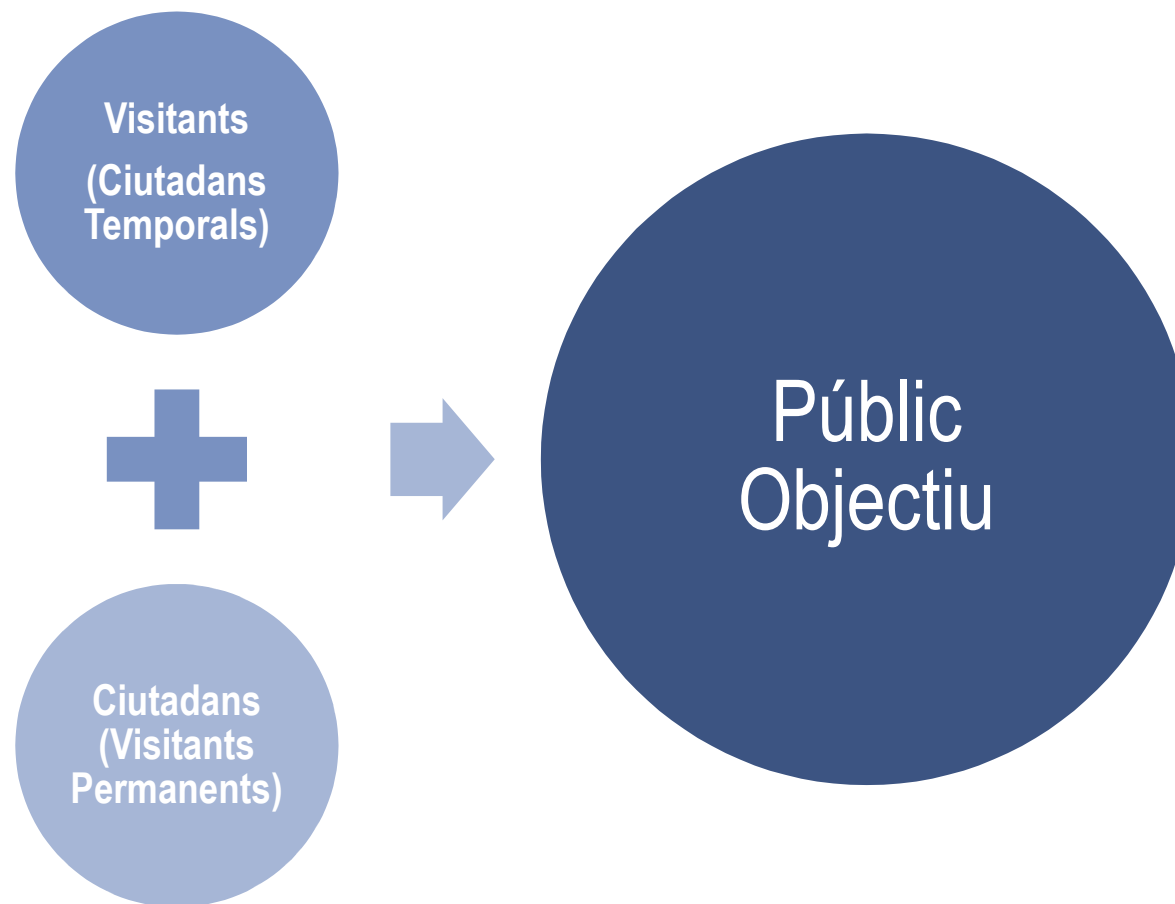 Visitants
(Ciutadans
Temporals)
Públic
Objectiu
Ciutadans
(Visitants
Permanents)